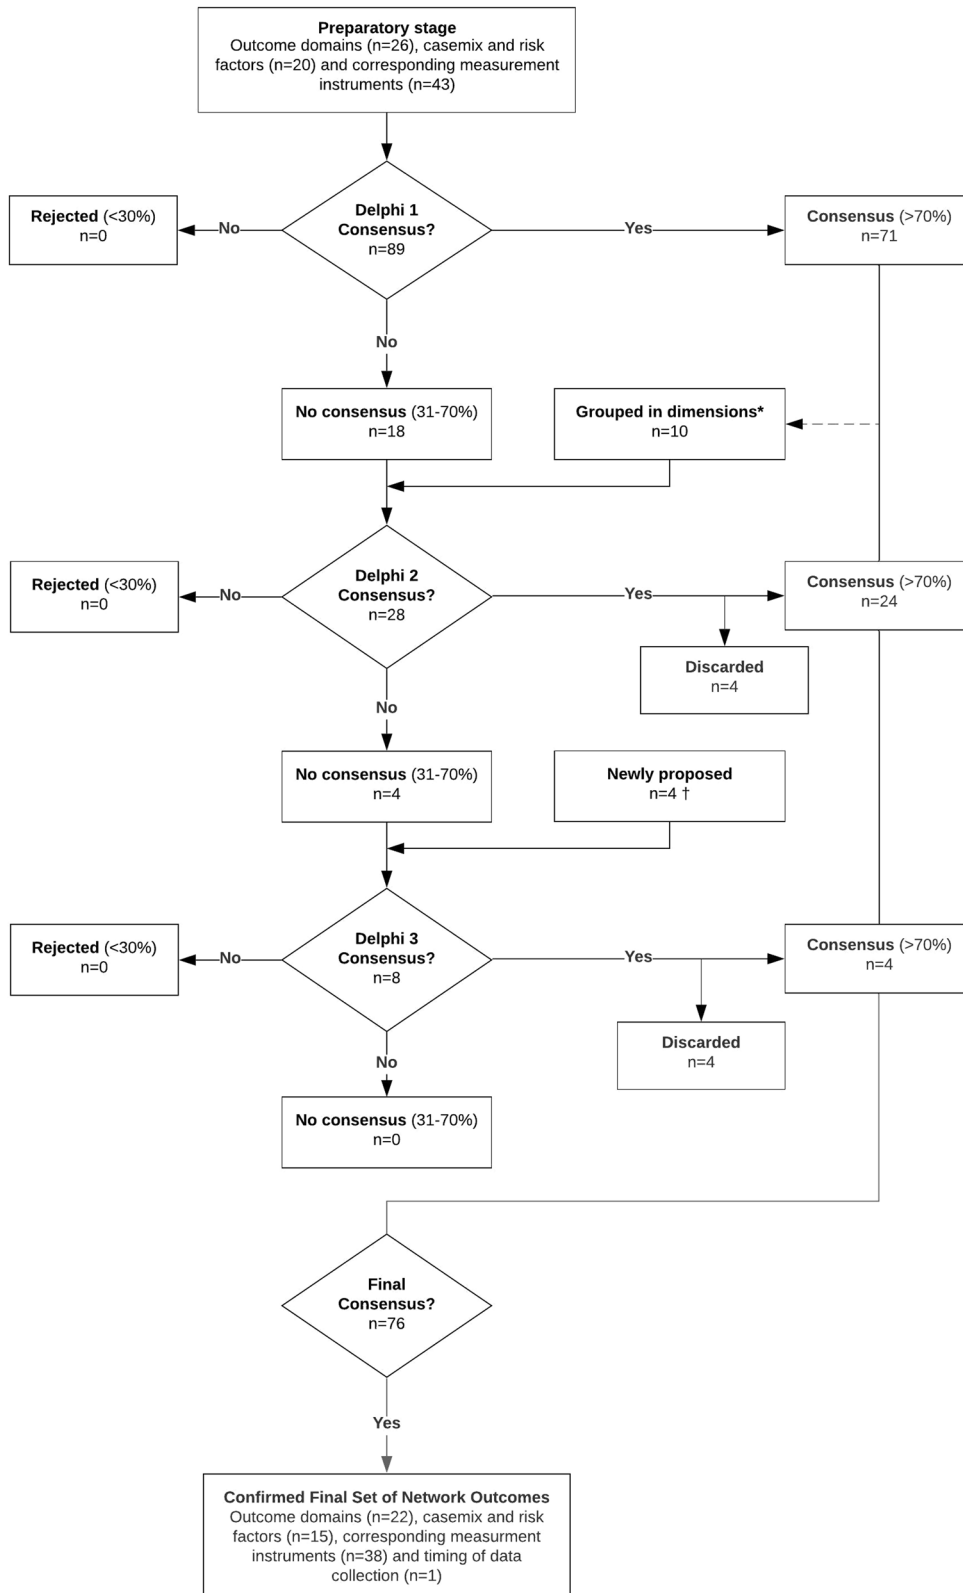 Preparatory stage
Outcome domains (n=26), casemix and risk
factors (n=20) and corresponding measurement
instruments (n=43)
Rejected (<30%)
n=0
No
Delphi 1
Consensus?
n=89
Yes
Consensus (>70%)
n=71
No
No consensus (31-70%)
n=18
Grouped in dimensions*
n=10
Rejected (<30%)
n=0
No
Delphi 2
Consensus?
n=28
Yes
Consensus (>70%)
n=24
Discarded
n=4
No
No consensus (31-70%)
n=4
Newly proposed
n=4 †
Rejected (<30%)
n=0
No
Delphi 3
Consensus?
n=8
Yes
Consensus (>70%)
n=4
Discarded
n=4
No
No consensus (31-70%)
n=0
Final
Consensus?
n=76
Yes
Confirmed Final Set of Network Outcomes
Outcome domains (n=22), casemix and risk
factors (n=15), corresponding measurment
instruments (n=38) and timing of data
collection (n=1)